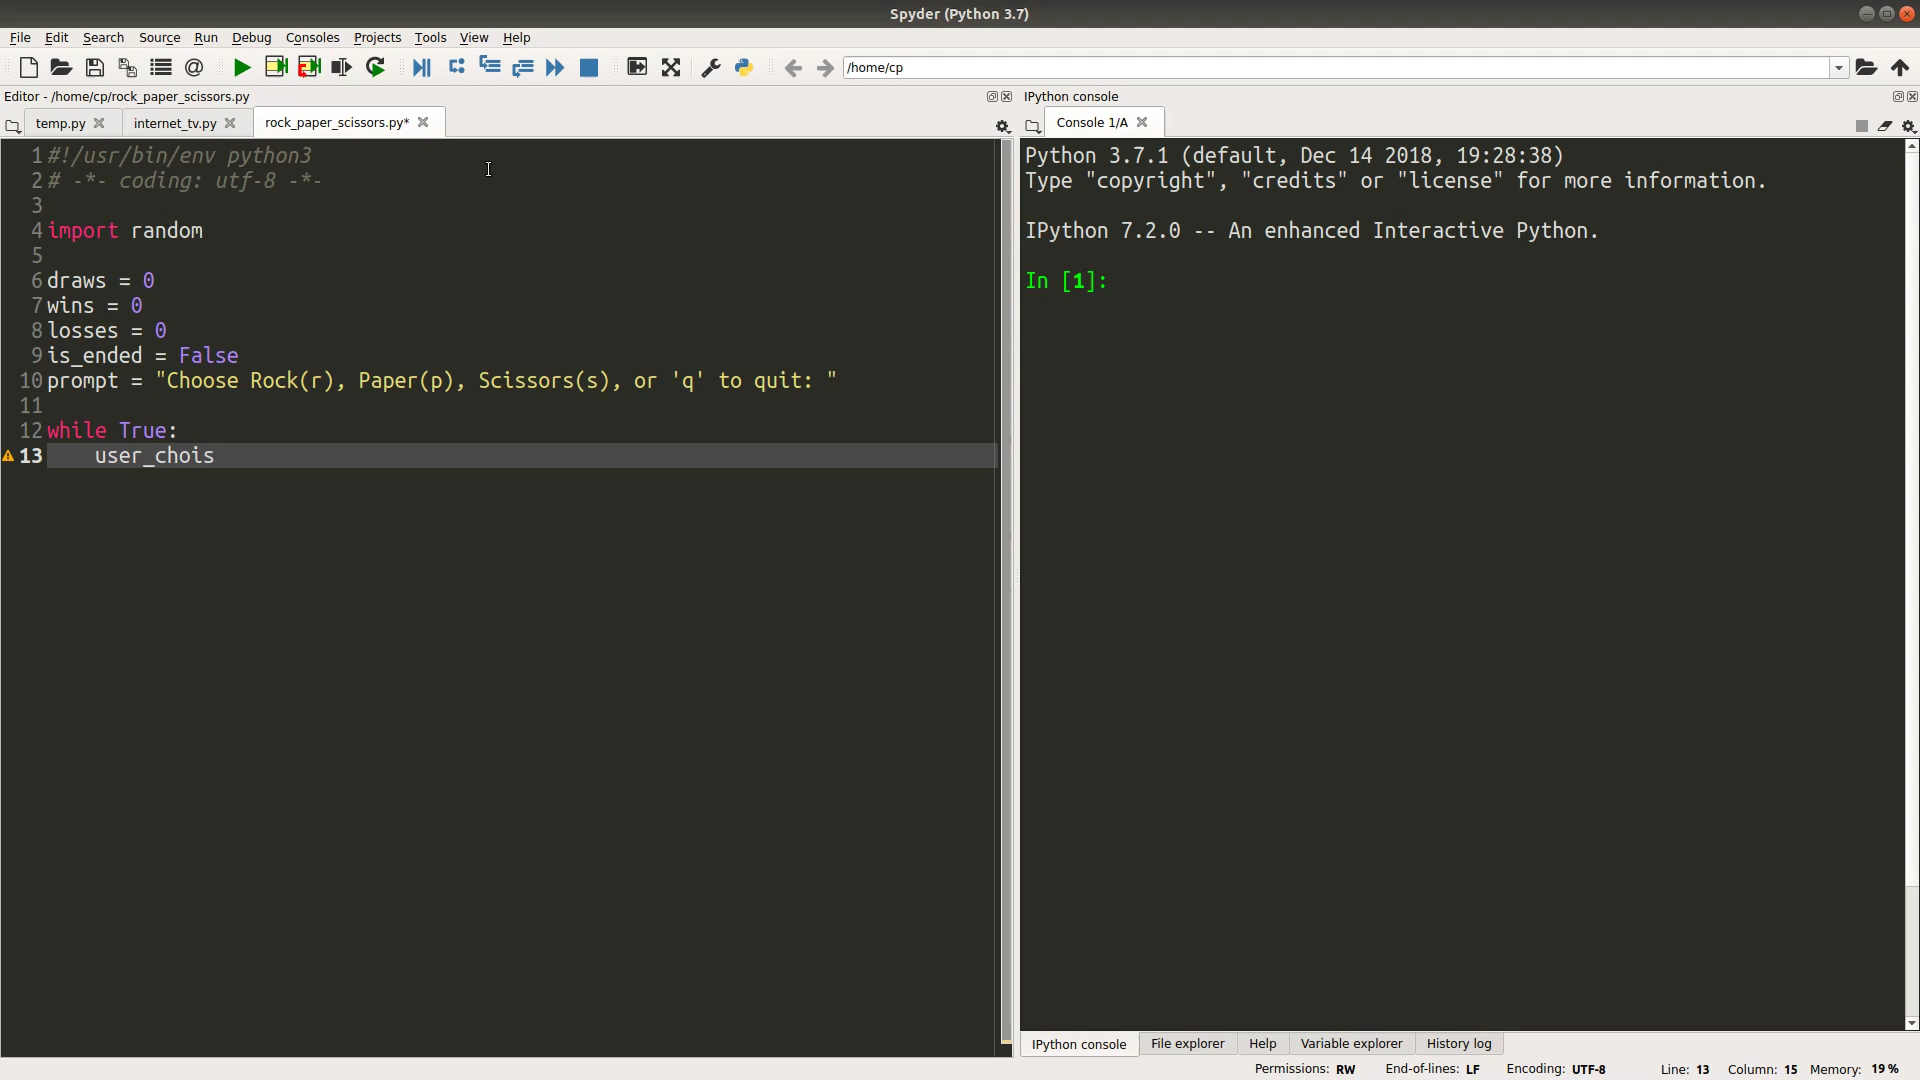 Spyder (Python 3.7)
File Edit Search Source Run Debug Consoles Projects Tools View Help
/home/cp
Editor - /home/cp/rock_paper_scissors.py
temp.py internet_tv.py rock_paper_scissors.py*
1 #!/usr/bin/env python3
2 # -*- coding: utf-8 -*-
3
4 import random
5
6 draws = 0
7 wins = 0
8 losses = 0
9 is_ended = False
10 prompt = "Choose Rock(r), Paper(p), Scissors(s), or 'q' to quit: "
11
12 while True:
13     user_chois
IPython console
Console 1/A
Python 3.7.1 (default, Dec 14 2018, 19:28:38)
Type "copyright", "credits" or "license" for more information.
IPython 7.2.0 -- An enhanced Interactive Python.
In [1]:
IPython console File explorer Help Variable explorer History log
Permissions: RW End-of-lines: LF Encoding: UTF-8 Line: 13 Column: 15 Memory: 19 %